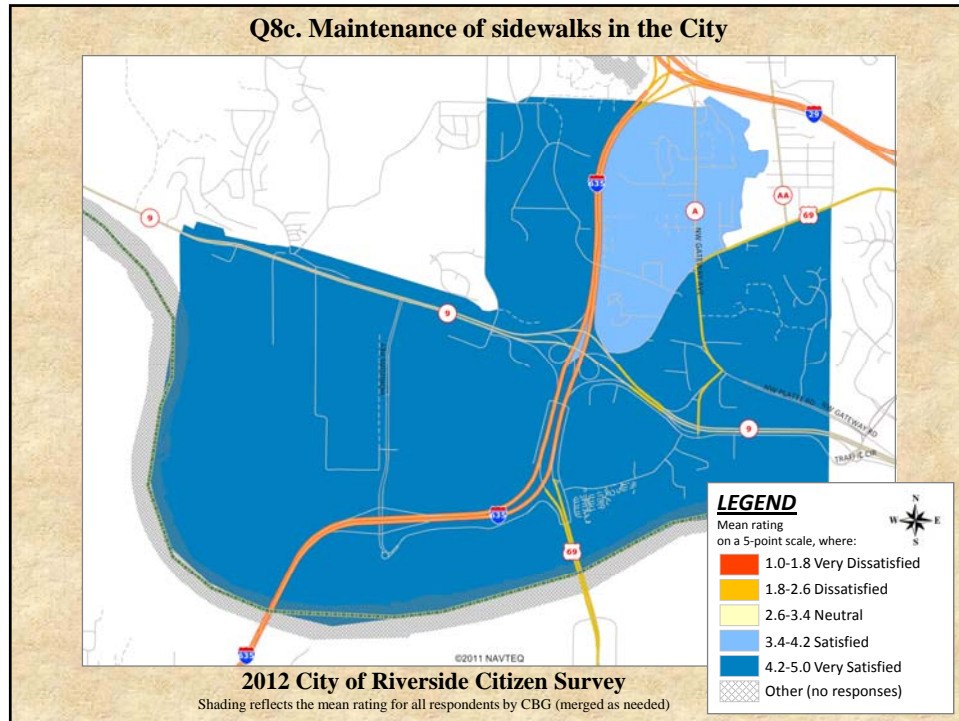 Q8c. Maintenance of sidewalks in the City
29
635
A
AA
69
9
NW GATEWAY AVE
9
NW PLATTE RD
NW GATEWAY RD
9
TRAFFIC CIR
635
69
635
©2011 NAVTEQ
LEGEND
Mean rating
on a 5-point scale, where:
N
W E
S
1.0-1.8 Very Dissatisfied
1.8-2.6 Dissatisfied
2.6-3.4 Neutral
3.4-4.2 Satisfied
4.2-5.0 Very Satisfied
Other (no responses)
2012 City of Riverside Citizen Survey
Shading reflects the mean rating for all respondents by CBG (merged as needed)